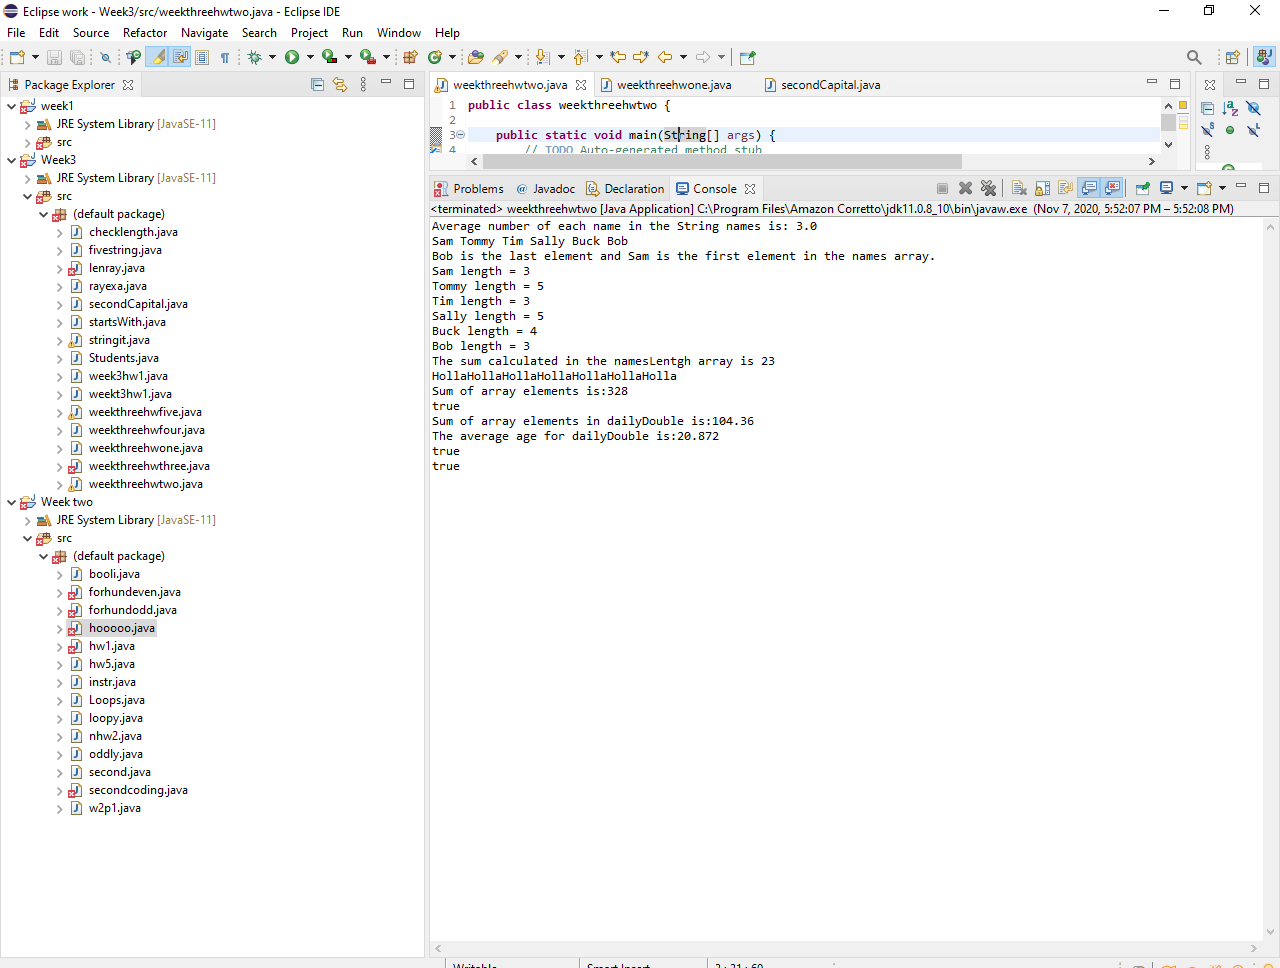 Eclipse work - Week3/src/weekthreehwtwo.java - Eclipse IDE
File Edit Source Refactor Navigate Search Project Run Window Help
Package Explorer
week1
JRE System Library [JavaSE-11]
src
Week3
JRE System Library [JavaSE-11]
src
(default package)
checklength.java
fivestring.java
lenray.java
rayexa.java
secondCapital.java
startsWith.java
stringit.java
Students.java
week3hw1.java
weekt3hw1.java
weekthreehwfive.java
weekthreehwfour.java
weekthreehwone.java
weekthreehwthree.java
weekthreehwtwo.java
Week two
JRE System Library [JavaSE-11]
src
(default package)
booli.java
forhundeven.java
forhundodd.java
hooooo.java
hw1.java
hw5.java
instr.java
Loops.java
loopy.java
nhw2.java
oddly.java
second.java
secondcoding.java
w2p1.java
weekthreehwtwo.java weekthreehwone.java secondCapital.java
1 public class weekthreehwtwo {
2
3 public static void main(String[] args) {
4 // TODO Auto-generated method stub
Problems @ Javadoc Declaration Console
<terminated> weekthreehwtwo [Java Application] C:\Program Files\Amazon Corretto\jdk11.0.8_10\bin\javaw.exe (Nov 7, 2020, 5:52:07 PM – 5:52:08 PM)
Average number of each name in the String names is: 3.0
Sam Tommy Tim Sally Buck Bob
Bob is the last element and Sam is the first element in the names array.
Sam length = 3
Tommy length = 5
Tim length = 3
Sally length = 5
Buck length = 4
Bob length = 3
The sum calculated in the namesLentgh array is 23
HollaHollaHollaHollaHollaHollaHolla
Sum of array elements is:328
true
Sum of array elements in dailyDouble is:104.36
The average age for dailyDouble is:20.872
true
true
Writable Smart Insert 3 : 31 : 60